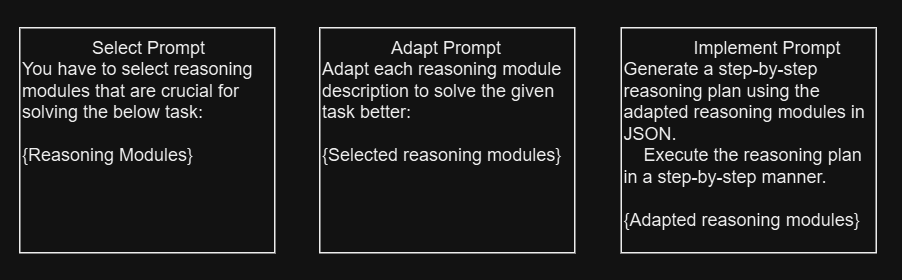 Select Prompt
You have to select reasoning
modules that are crucial for
solving the below task:
{Reasoning Modules}
Adapt Prompt
Adapt each reasoning module
description to solve the given
task better:
{Selected reasoning modules}
Implement Prompt
Generate a step-by-step
reasoning plan using the
adapted reasoning modules in
JSON.
Execute the reasoning plan
in a step-by-step manner.
{Adapted reasoning modules}